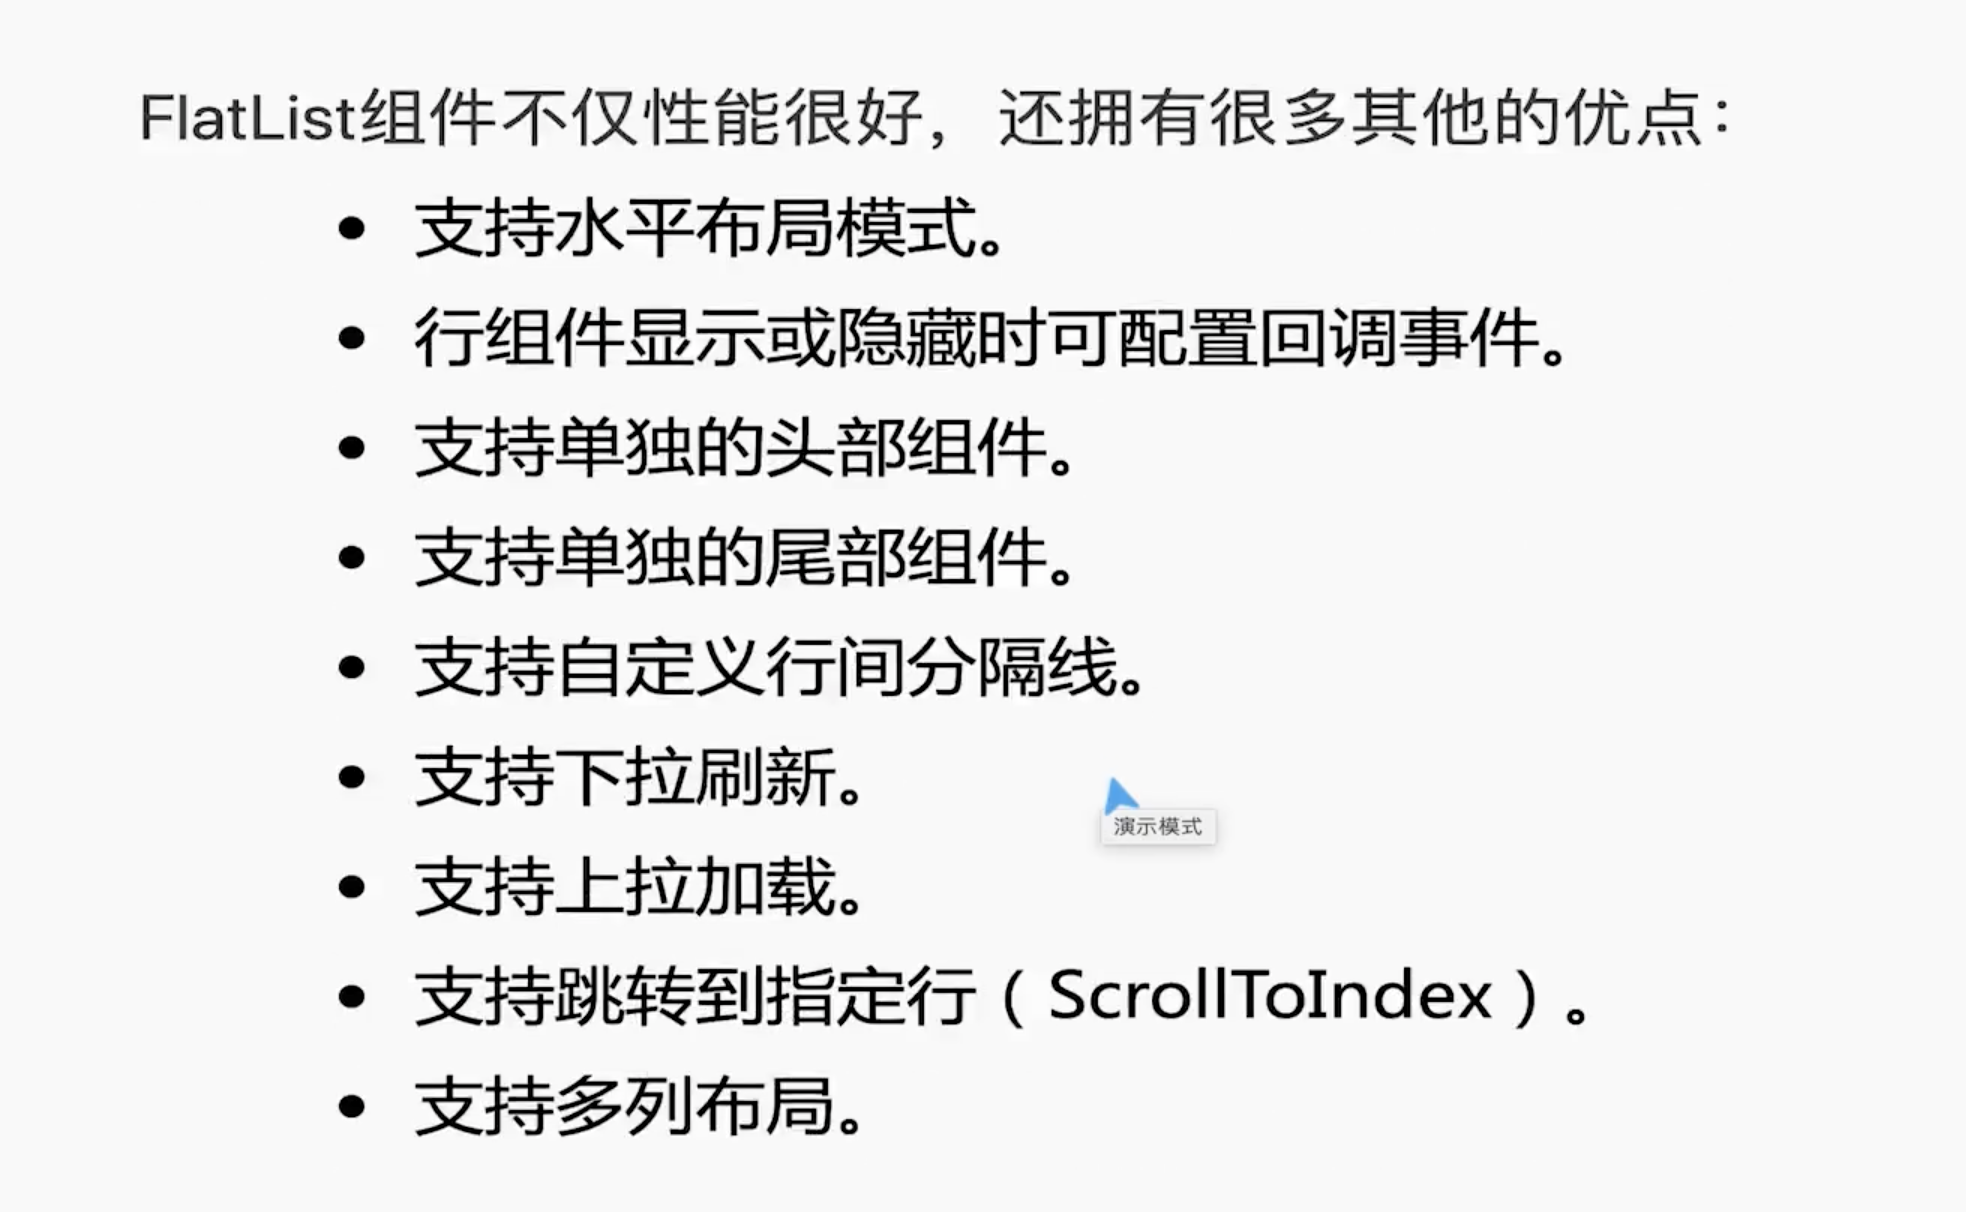 FlatList组件不仅性能很好，还拥有很多其他的优点：
• 支持水平布局模式。
• 行组件显示或隐藏时可配置回调事件。
• 支持单独的头部组件。
• 支持单独的尾部组件。
• 支持自定义行间分隔线。
• 支持下拉刷新。
演示模式
• 支持上拉加载。
• 支持跳转到指定行（ScrollToIndex）。
• 支持多列布局。